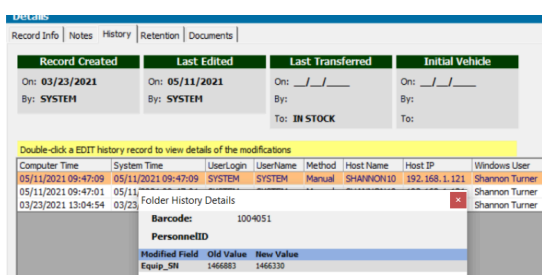 Details
Record Info Notes History Retention Documents
Record Created Last Edited Last Transferred Initial Vehicle
On: 03/23/2021 On: 05/11/2021 On: __/__/____ On: __/__/____
By: SYSTEM By: SYSTEM By: By:
To: IN STOCK To:
Double-click a EDIT history record to view details of the modifications
Computer Time System Time UserLogin UserName Method Host Name Host IP Windows User
05/11/2021 09:47:09 05/11/2021 09:47:09 SYSTEM SYSTEM Manual SHANNON10 192.168.1.121 Shannon Turner
05/11/2021 09:47:01 05/11 Shannon Turner
03/23/2021 13:04:54 03/23 Shannon Turner
Folder History Details
Barcode: 1004051
PersonnelID
Modified Field Old Value New Value
Equip_SN 1466883 1466330